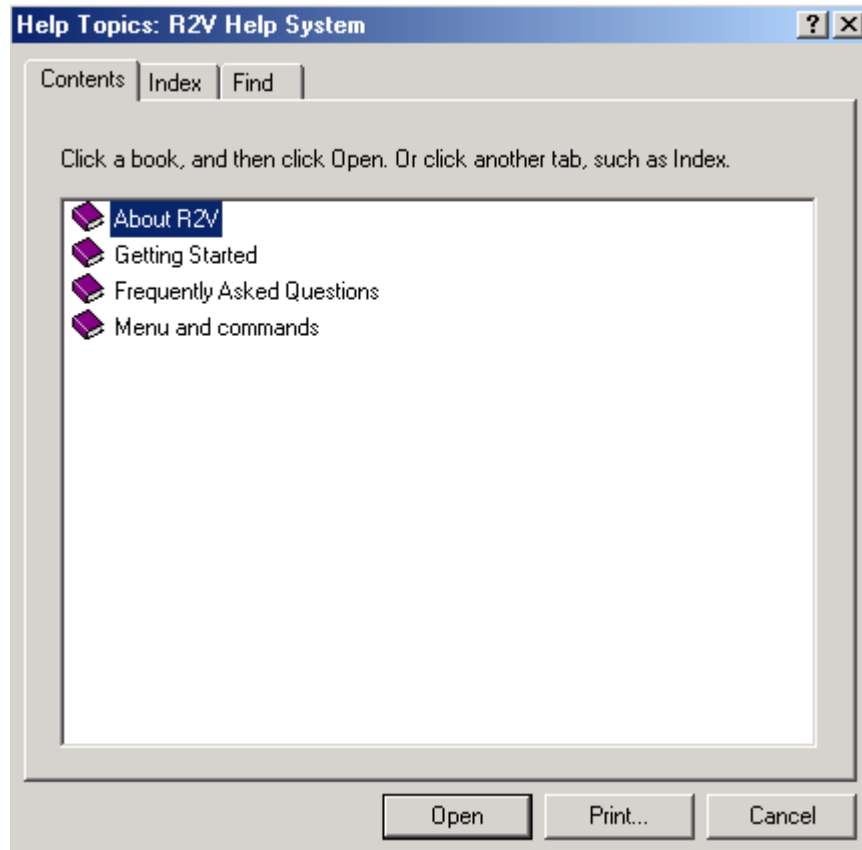 Help Topics: R2V Help System
Contents Index Find
Click a book, and then click Open. Or click another tab, such as Index.
About R2V
Getting Started
Frequently Asked Questions
Menu and commands
Open Print... Cancel